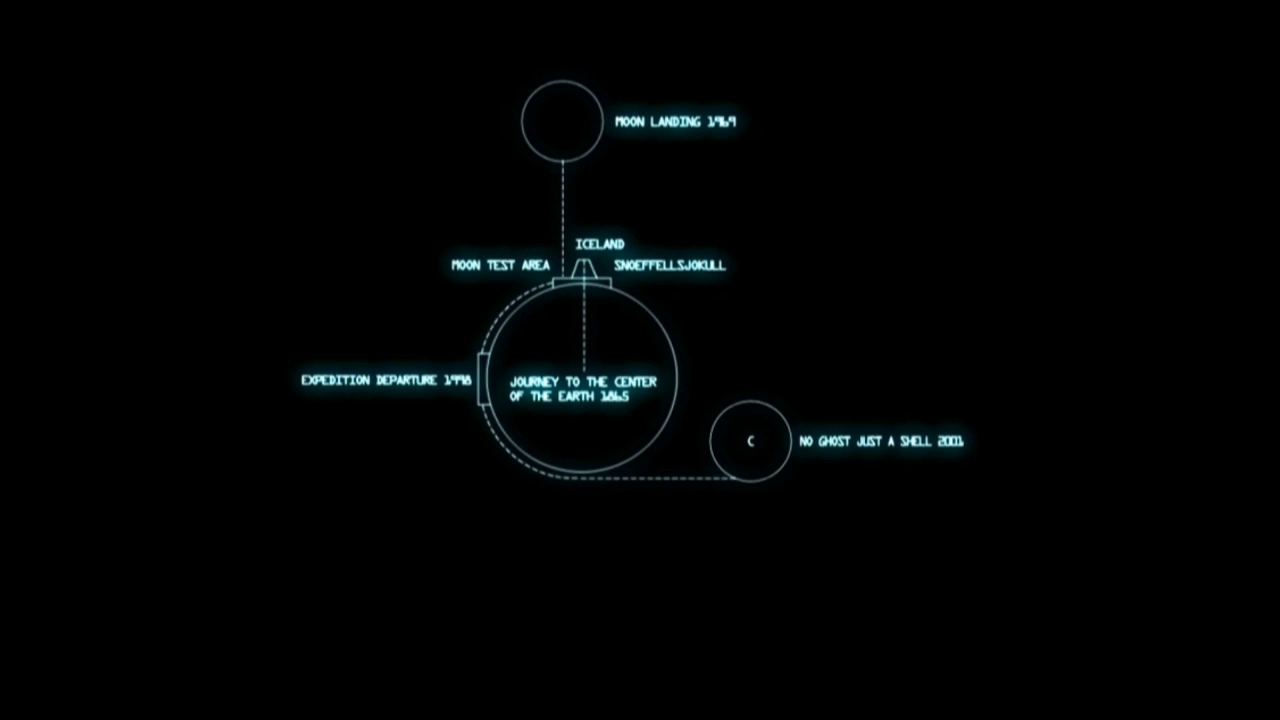 MOON LANDING 1969
ICELAND
MOON TEST AREA
SNOEFFELLSJOKULL
EXPEDITION DEPARTURE 1998
JOURNEY TO THE CENTER
OF THE EARTH 1865
C
NO GHOST JUST A SHELL 2001